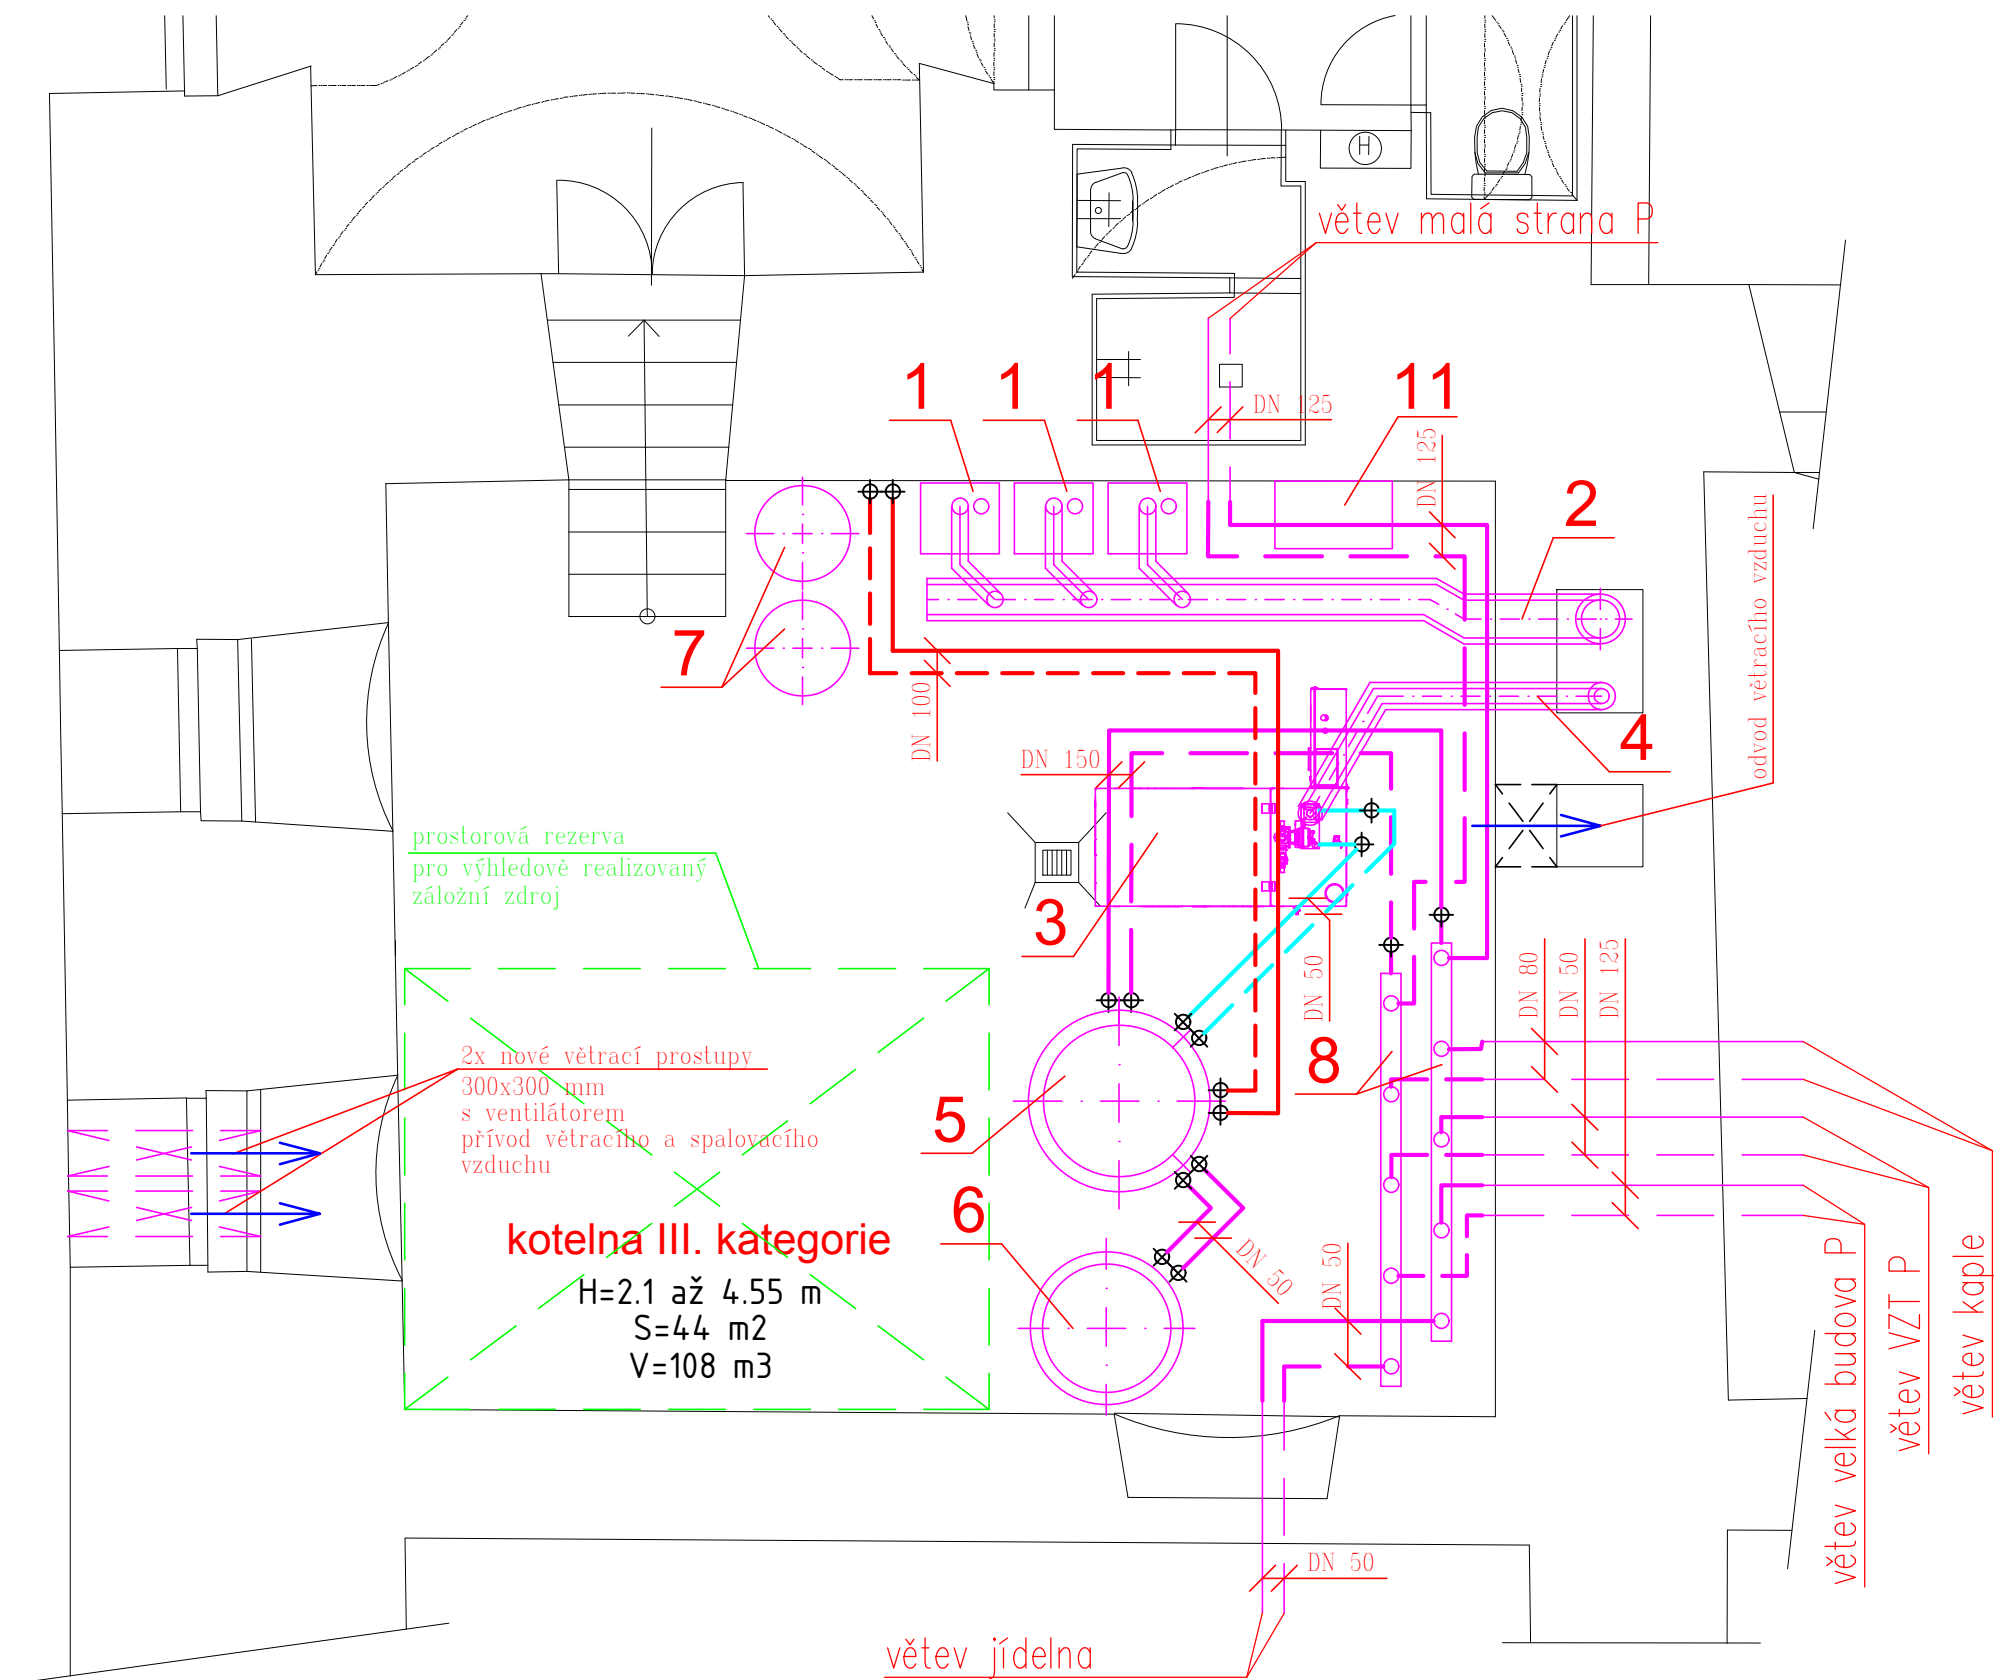 H
větev malá strana P
1
1
1
11
DN 125
DN 125
2
odvod větracího vzduchu
7
DN 100
4
DN 150
prostorová rezerva
pro výhledově realizovaný
záložní zdroj
3
DN 50
DN 80
DN 50
DN 125
2x nové větrací prostupy
300x300 mm
s ventilátorem
přívod větracího a spalovacího
vzduchu
8
5
6
kotelna III. kategorie
H=2.1 až 4.55 m
S=44 m2
V=108 m3
DN 50
DN 50
větev velká budova P
větev VZT P
větev kaple
DN 50
větev jídelna